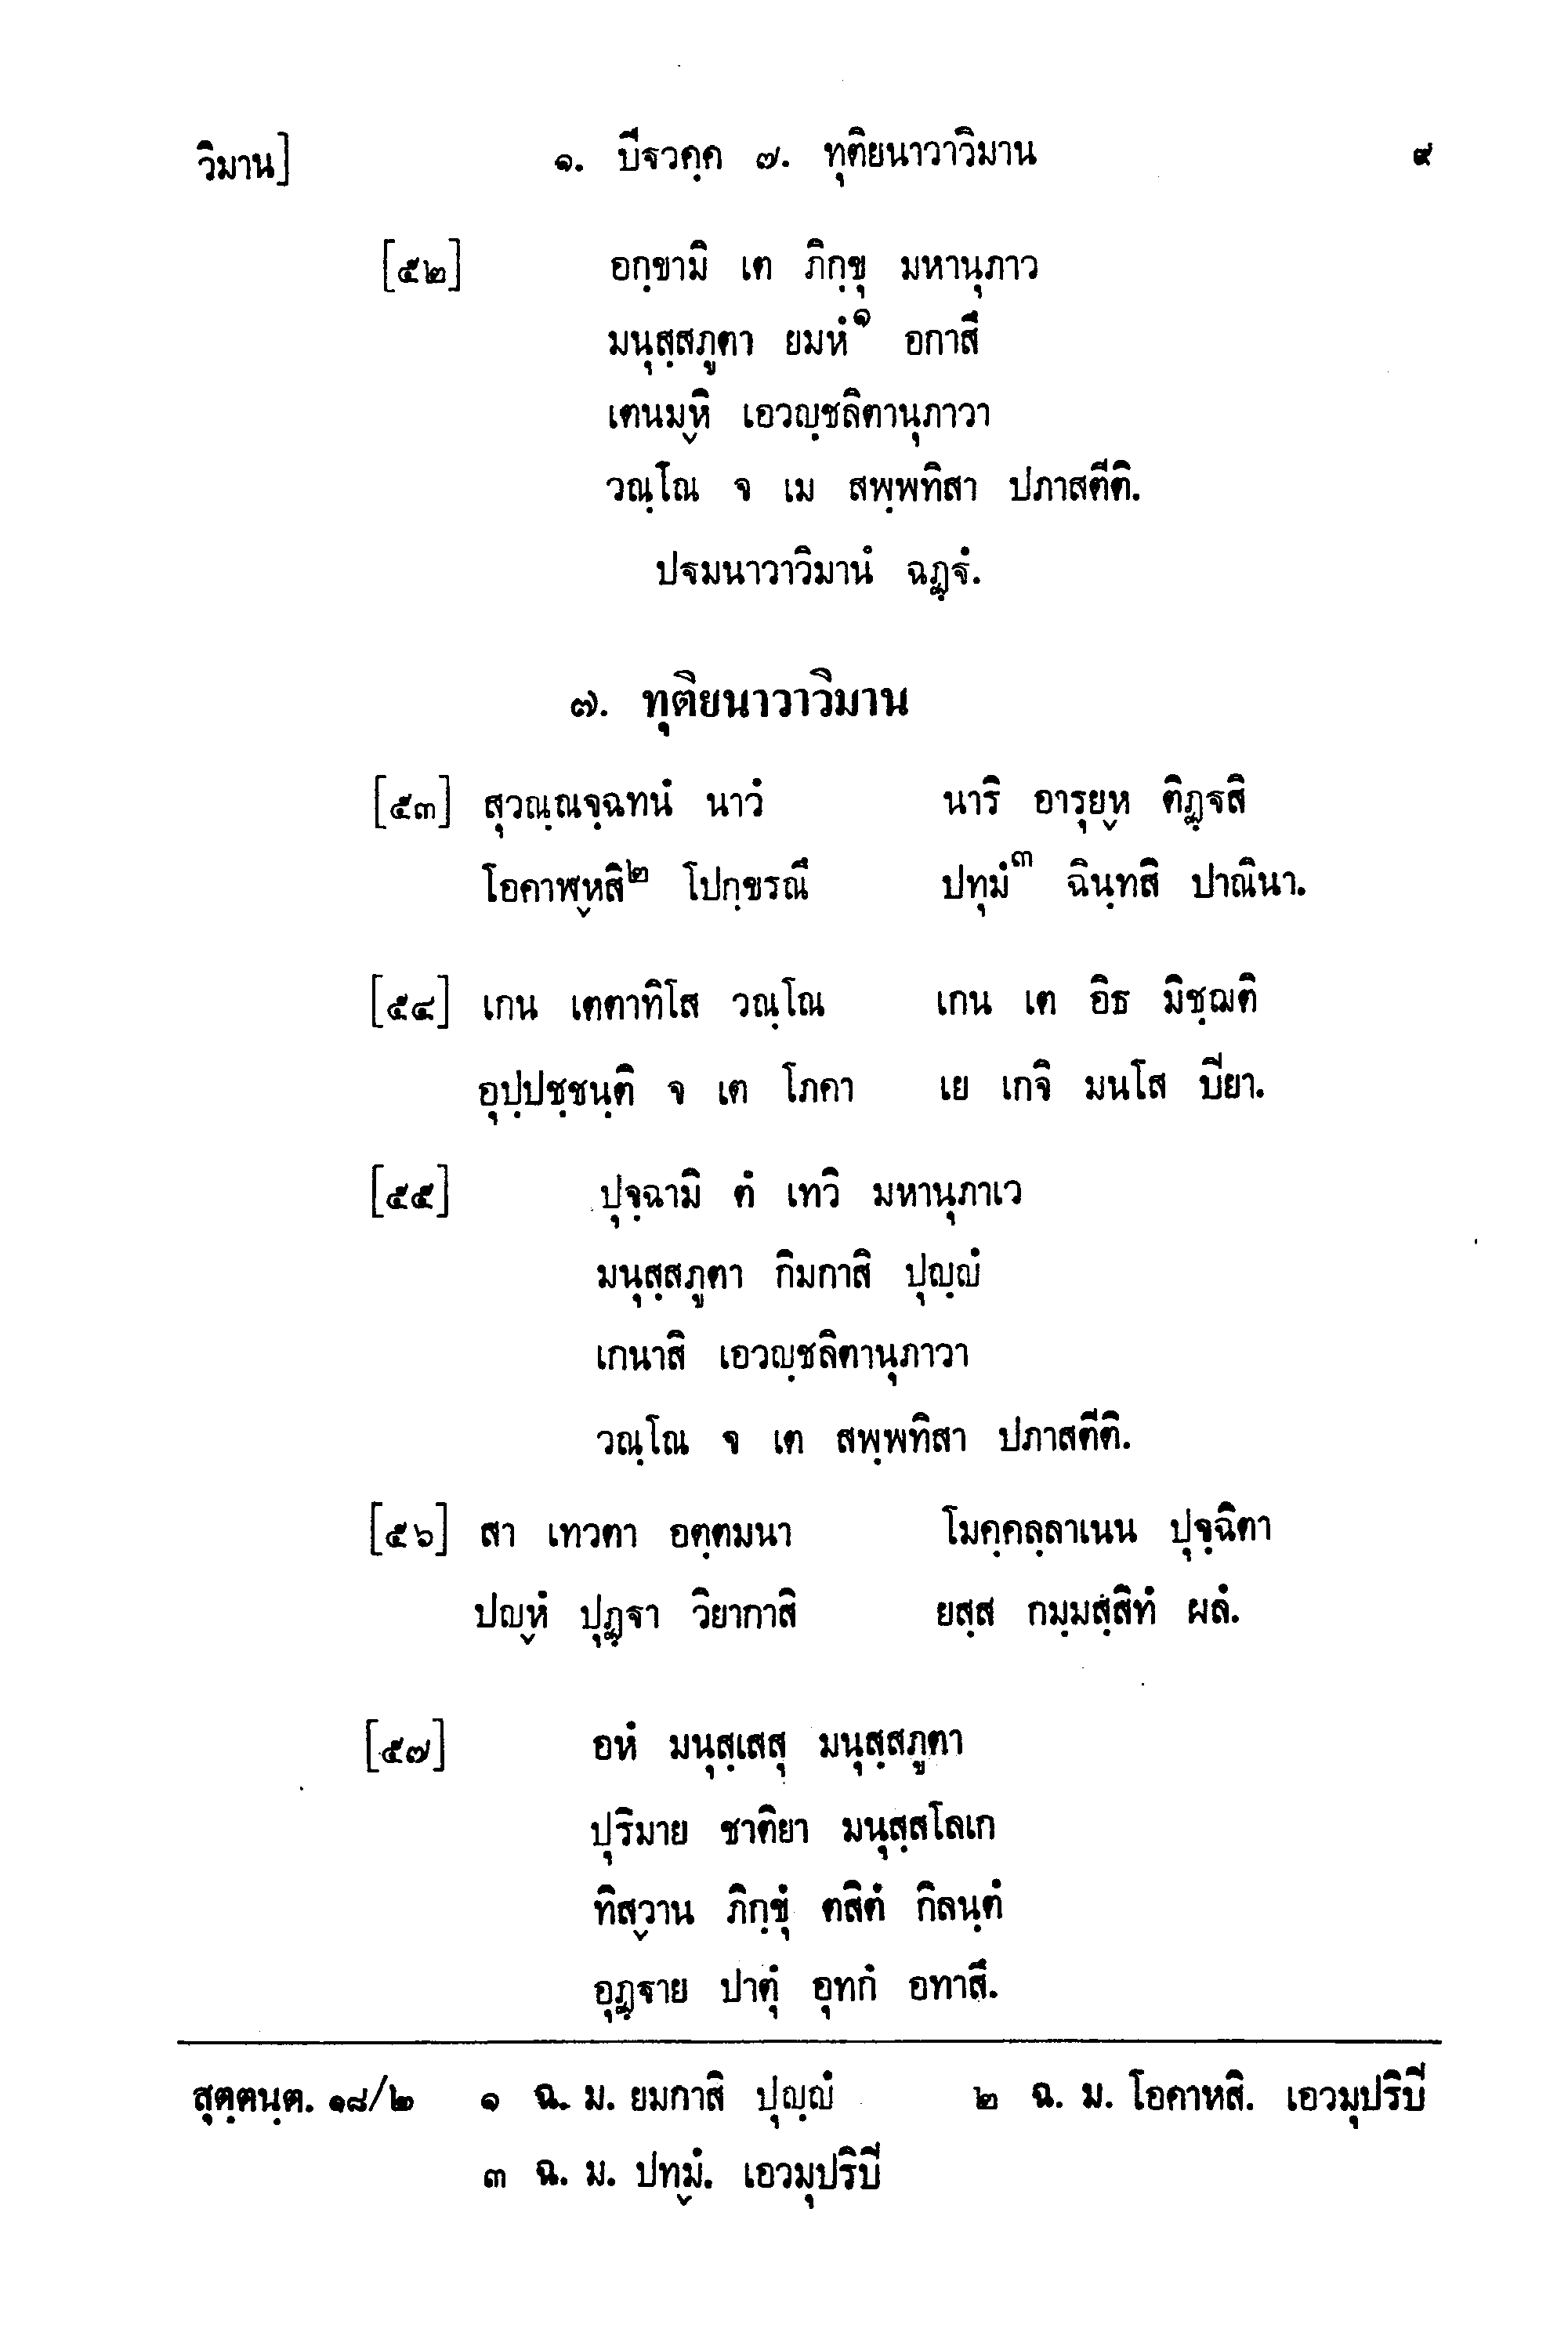 วิมาน] ๑. ปีฐวคฺค ๗. ทุติยนาวาวิมาน ๙
[๕๒] อกฺขามิ เต ภิกฺขุ มหานุภาว
มนุสฺสภูตา ยมหํ๑ อกาสึ
เตนมฺหิ เอวญฺชลิตานุภาวา
วณฺโณ จ เม สพฺพทิสา ปภาสตีติ.
ปฐมนาวาวิมานํ ฉฏฺฐํ.
๗. ทุติยนาวาวิมาน
[๕๓] สุวณฺณจฺฉทนํ นาวํ นาริ อารุยฺห ติฏฺฐสิ
โอคาฬฺหสิ๒ โปกฺขรณึ ปทุมํ๓ ฉินฺทสิ ปาณินา.
[๕๔] เกน เตตาทิโส วณฺโณ เกน เต อิธ มิชฺฌติ
อุปฺปชฺชนฺติ จ เต โภคา เย เกจิ มนโส ปิยา.
[๕๕] ปุจฺฉามิ ตํ เทวิ มหานุภาเว
มนุสฺสภูตา กิมกาสิ ปุญฺญํ
เกนาสิ เอวญฺชลิตานุภาวา
วณฺโณ จ เต สพฺพทิสา ปภาสตีติ.
[๕๖] สา เทวตา อตฺตมนา โมคฺคลฺลาเนน ปุจฺฉิตา
ปญฺหํ ปุฏฺฐา วิยากาสิ ยสฺส กมฺมสฺสิทํ ผลํ.
[๕๗] อหํ มนุสฺเสสุ มนุสฺสภูตา
ปุริมาย ชาติยา มนุสฺสโลเก
ทิสฺวาน ภิกฺขุํ ตสิตํ กิลนฺตํ
อุฏฺฐาย ปาตุํ อุทกํ อทาสึ.
สุตฺตนฺต. ๑๘/๒ ๑ ฉ. ม. ยมกาสิ ปุญฺญํ ๒ ฉ. ม. โอคาหสิ. เอวมุปริปิ
๓ ฉ. ม. ปทฺมํ. เอวมุปริปิ